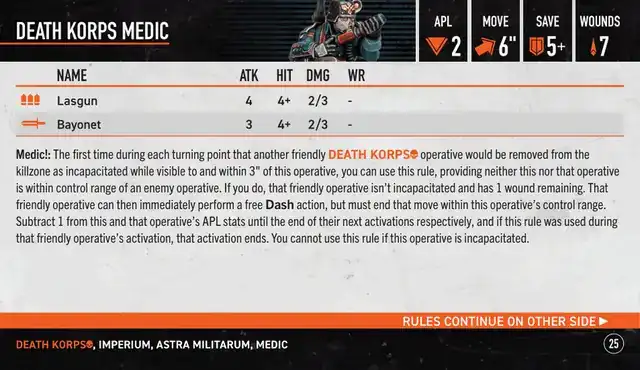 DEATH KORPS MEDIC
APL MOVE SAVE WOUNDS
2 6" 5+ 7
NAME ATK HIT DMG WR
Lasgun 4 4+ 2/3 -
Bayonet 3 4+ 2/3 -
Medic!: The first time during each turning point that another friendly DEATH KORPS operative would be removed from the
killzone as incapacitated while visible to and within 3" of this operative, you can use this rule, providing neither this nor that operative
is within control range of an enemy operative. If you do, that friendly operative isn't incapacitated and has 1 wound remaining. That
friendly operative can then immediately perform a free Dash action, but must end that move within this operative's control range.
Subtract 1 from this and that operative's APL stats until the end of their next activations respectively, and if this rule was used during
that friendly operative's activation, that activation ends. You cannot use this rule if this operative is incapacitated.
RULES CONTINUE ON OTHER SIDE ►
DEATH KORPS, IMPERIUM, ASTRA MILITARUM, MEDIC
25